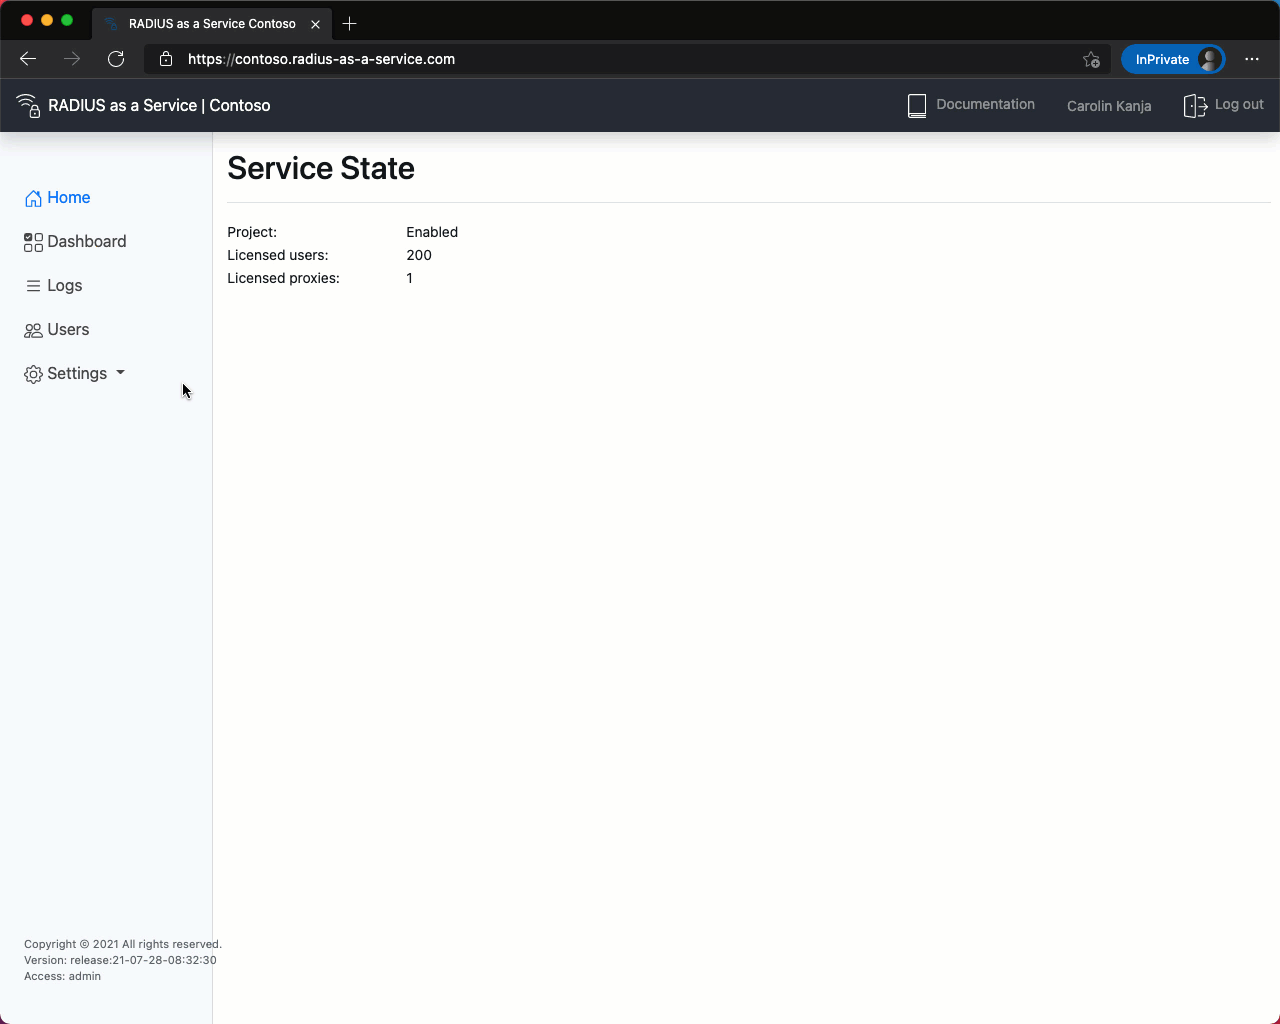 RADIUS as a Service Contoso
https://contoso.radius-as-a-service.com
InPrivate
RADIUS as a Service | Contoso
Documentation
Carolin Kanja
Log out
Home
Dashboard
Logs
Users
Settings
Service State
Project: Enabled
Licensed users: 200
Licensed proxies: 1
Copyright © 2021 All rights reserved.
Version: release:21-07-28-08:32:30
Access: admin